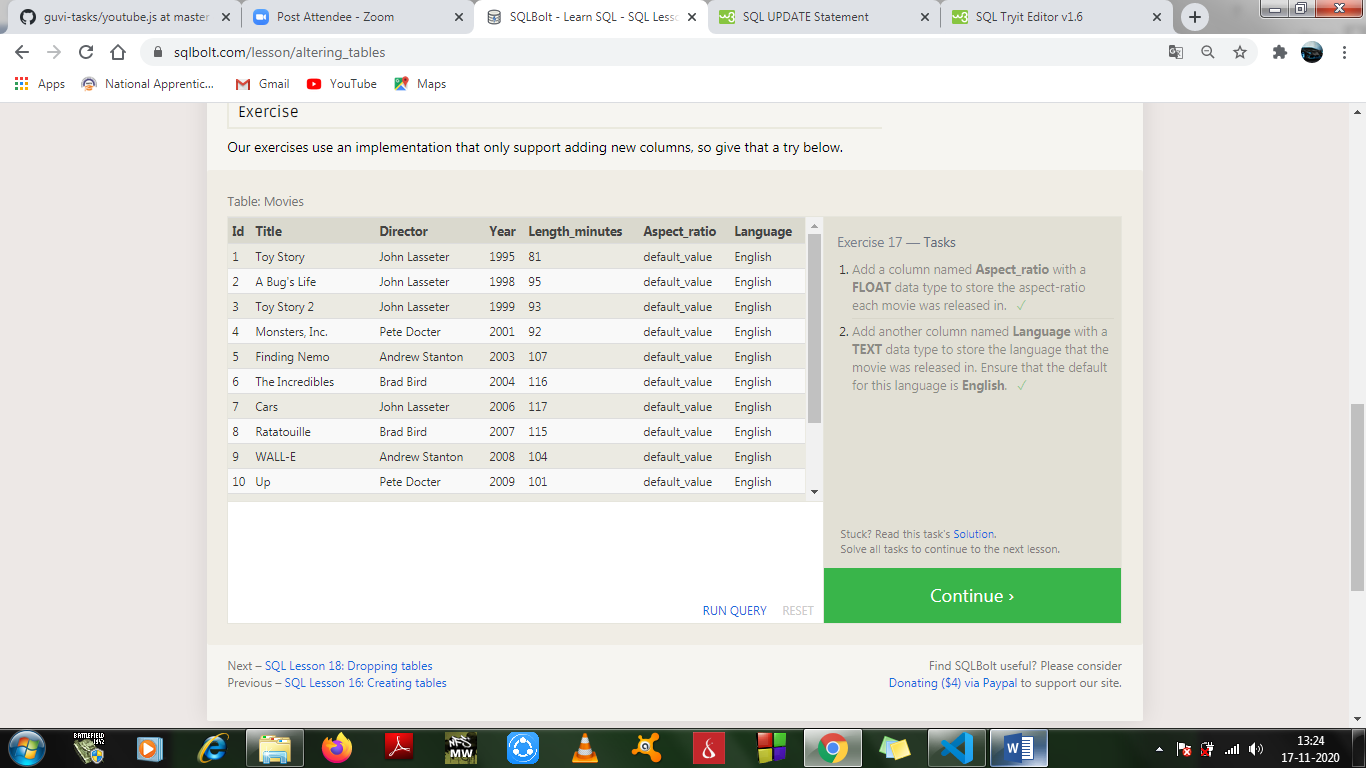 guvi-tasks/youtube.js at master
Post Attendee - Zoom
SQLBolt - Learn SQL - SQL Less
SQL UPDATE Statement
SQL Tryit Editor v1.6
sqlbolt.com/lesson/altering_tables
Apps
National Apprentic...
Gmail
YouTube
Maps
Exercise
Our exercises use an implementation that only support adding new columns, so give that a try below.
Table: Movies
Id Title Director Year Length_minutes Aspect_ratio Language
1 Toy Story John Lasseter 1995 81 default_value English
2 A Bug's Life John Lasseter 1998 95 default_value English
3 Toy Story 2 John Lasseter 1999 93 default_value English
4 Monsters, Inc. Pete Docter 2001 92 default_value English
5 Finding Nemo Andrew Stanton 2003 107 default_value English
6 The Incredibles Brad Bird 2004 116 default_value English
7 Cars John Lasseter 2006 117 default_value English
8 Ratatouille Brad Bird 2007 115 default_value English
9 WALL-E Andrew Stanton 2008 104 default_value English
10 Up Pete Docter 2009 101 default_value English
RUN QUERY RESET
Exercise 17 — Tasks
1. Add a column named Aspect_ratio with a
FLOAT data type to store the aspect-ratio
each movie was released in. ✓
2. Add another column named Language with a
TEXT data type to store the language that the
movie was released in. Ensure that the default
for this language is English. ✓
Stuck? Read this task's Solution.
Solve all tasks to continue to the next lesson.
Continue ›
Next – SQL Lesson 18: Dropping tables
Previous – SQL Lesson 16: Creating tables
Find SQLBolt useful? Please consider
Donating ($4) via Paypal to support our site.
BATTLEFIELD
1942
NFS
MW
13:24
17-11-2020